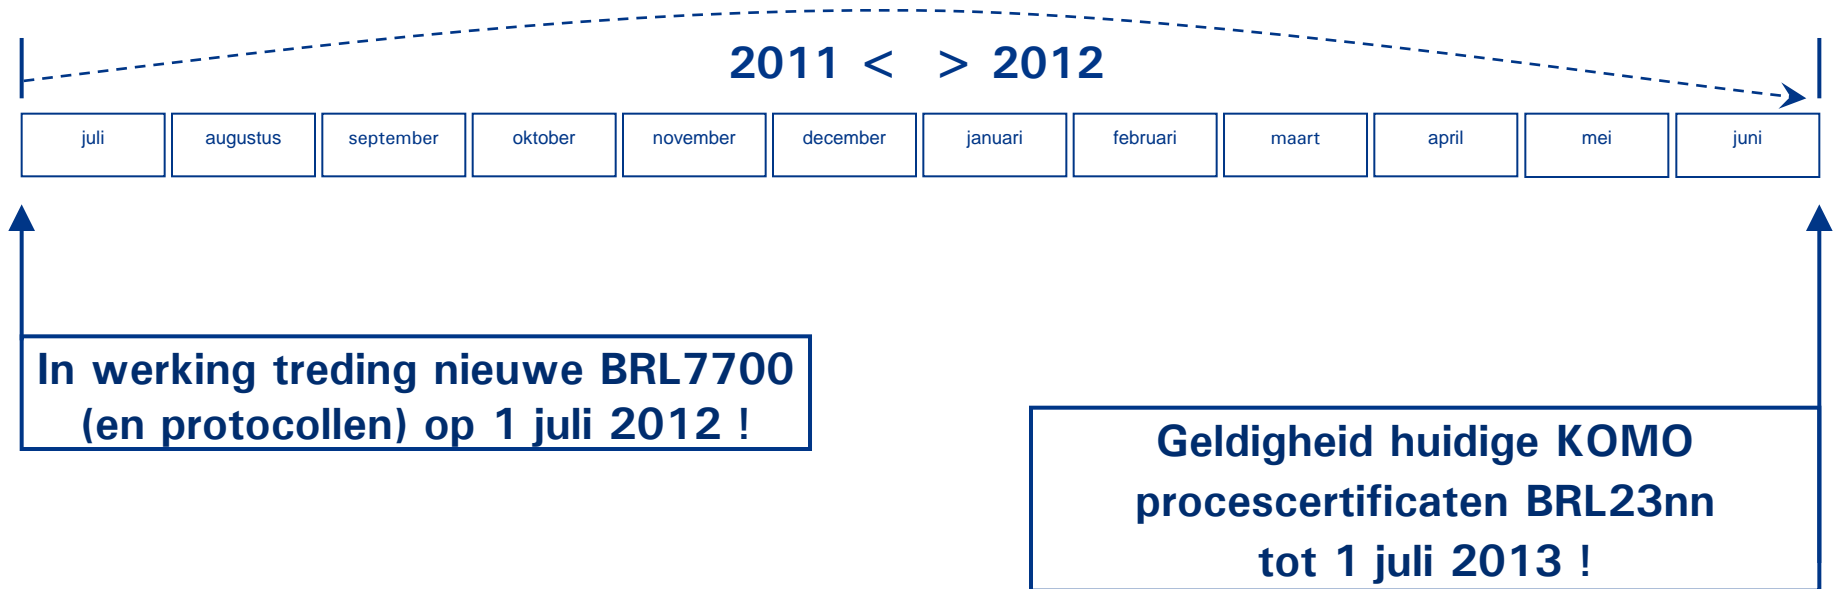 2011 < > 2012
juli augustus september oktober november december januari februari maart april mei juni
In werking treding nieuwe BRL7700
(en protocollen) op 1 juli 2012 !
Geldigheid huidige KOMO
procescertificaten BRL23nn
tot 1 juli 2013 !